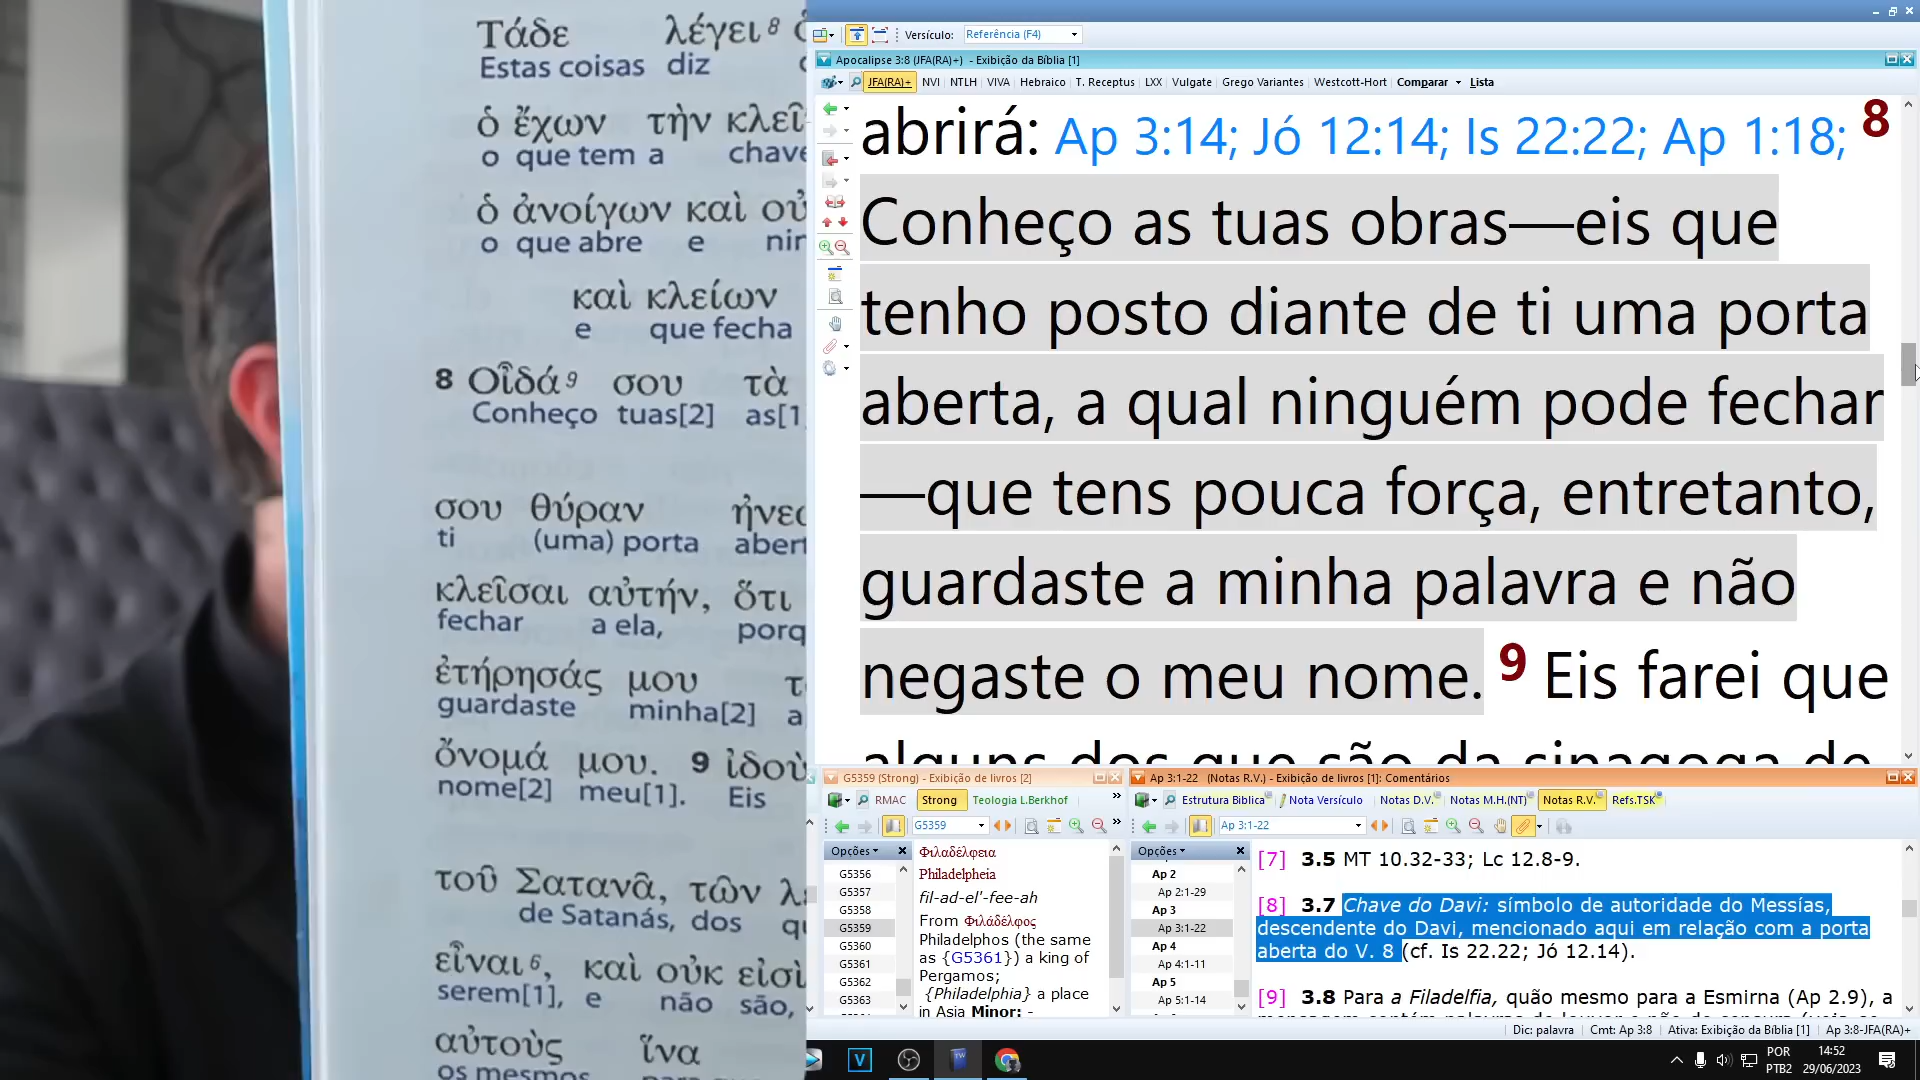 Τάδε λέγει⁸
Estas coisas diz
ὁ ἔχων τὴν
o que tem a chave
ὁ ἀνοίγων καὶ
o que abre e
καὶ κλείων
e que fecha
8 Οἶδά⁹ σου τὰ
Conheço tuas[2] as[1
σου θύραν
ti (uma) porta
κλεῖσαι αὐτήν, ὅτι
fechar a ela,
ἐτήρησάς μου
guardaste minha[2] a
ὄνομά μου. 9 ἰδοὺ
nome[2] meu[1]. Eis
τοῦ Σατανᾶ, τῶν
de Satanás, dos
εἶναι⁶, καὶ οὐκ εἰσὶ
serem[1], e não são,
αὐτοὺς ἵνα
os mesmos
Versículo: Referência (F4)
Apocalipse 3:8 (JFA(RA)+) - Exibição da Bíblia [1]
JFA(RA)+ NVI NTLH VIVA Hebraico T. Receptus LXX Vulgate Grego Variantes Westcott-Hort Comparar Lista
abrirá: Ap 3:14; Jó 12:14; Is 22:22; Ap 1:18; 8
Conheço as tuas obras—eis que
tenho posto diante de ti uma porta
aberta, a qual ninguém pode fechar
—que tens pouca força, entretanto,
guardaste a minha palavra e não
negaste o meu nome. 9 Eis farei que
alguns dos que são da sinagoga de
G5359 (Strong) - Exibição de livros [2]
RMAC Strong Teologia L.Berkhof »
G5359 »
Opções
G5356
G5357
G5358
G5359
G5360
G5361
G5362
G5363
Φιλαδέλφεια
Philadelpheia
fil-ad-el'-fee-ah
From Φιλάδέλφος
Philadelphos (the same
as {G5361}) a king of
Pergamos;
{Philadelphia} a place
in Asia Minor: -
Ap 3:1-22 (Notas R.V.) - Exibição de livros [1]: Comentários
Estrutura Biblica Nota Versículo Notas D.V. Notas M.H.(NT) Notas R.V. Refs.TSK
Ap 3:1-22
Opções
Ap 2
Ap 2:1-29
Ap 3
Ap 3:1-22
Ap 4
Ap 4:1-11
Ap 5
Ap 5:1-14
[7] 3.5 MT 10.32-33; Lc 12.8-9.
[8] 3.7 Chave do Davi: símbolo de autoridade do Messías,
descendente do Davi, mencionado aqui em relação com a porta
aberta do V. 8 (cf. Is 22.22; Jó 12.14).
[9] 3.8 Para a Filadelfia, quão mesmo para a Esmirna (Ap 2.9), a
Dic: palavra Cmt: Ap 3:8 Ativa: Exibição da Bíblia [1] Ap 3:8-JFA(RA)+
V TW POR 14:52
PTB2 29/06/2023